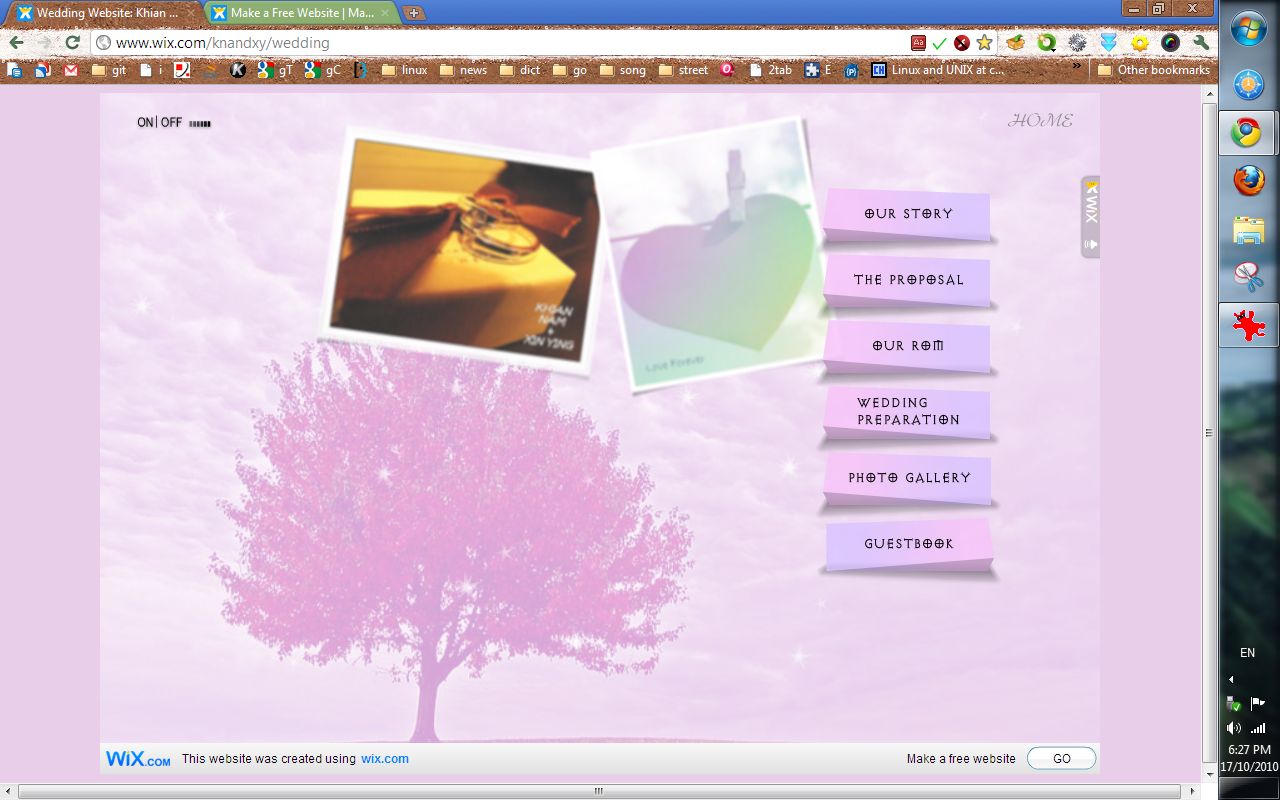 Wedding Website: Khian ...
Make a Free Website | Ma...
www.wix.com/knandxy/wedding
git
i
K
gT
gC
linux
news
dict
go
song
street
2tab
E
Linux and UNIX at c...
»
Other bookmarks
ON| OFF
HOME
WiX
KHIAN
NAM
+
XIN YING
Love Forever
OUR STORY
THE PROPOSAL
OUR ROM
WEDDING
PREPARATION
PHOTO GALLERY
GUESTBOOK
WiX.COM This website was created using wix.com
Make a free website GO
EN
6:27 PM
17/10/2010